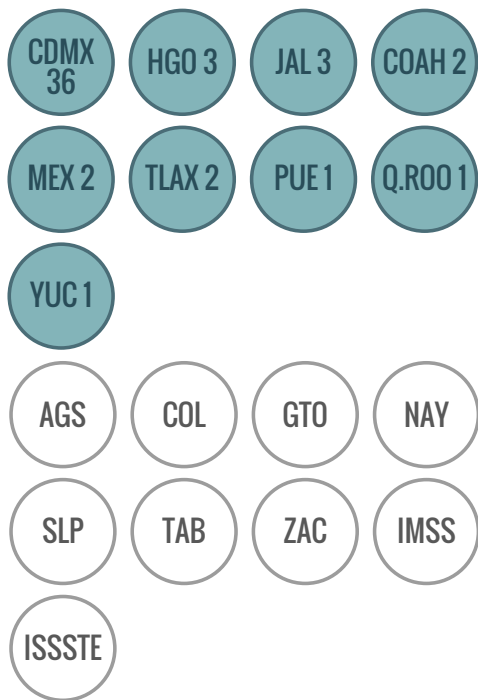 CDMX
36
HGO 3
JAL 3
COAH 2
MEX 2
TLAX 2
PUE 1
Q.ROO 1
YUC 1
AGS
COL
GTO
NAY
SLP
TAB
ZAC
IMSS
ISSSTE